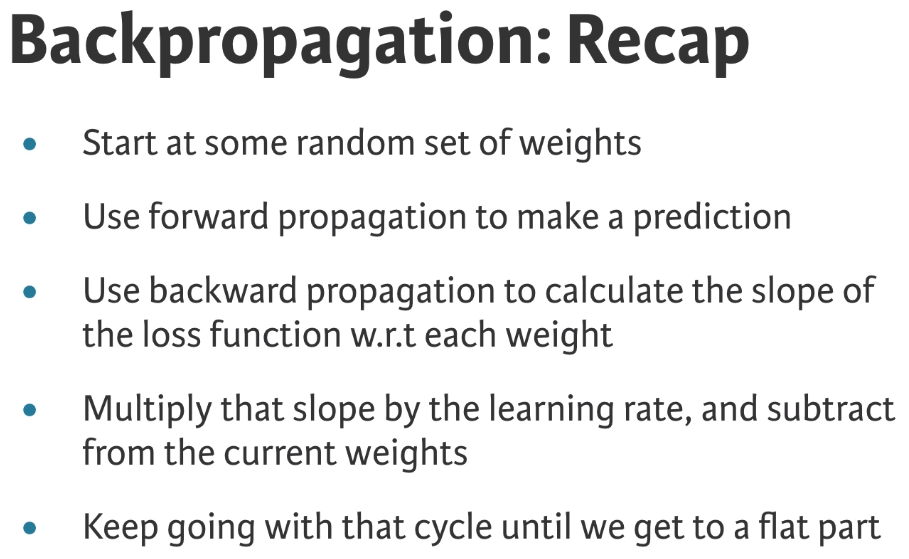 Backpropagation: Recap
• Start at some random set of weights
• Use forward propagation to make a prediction
• Use backward propagation to calculate the slope of
the loss function w.r.t each weight
• Multiply that slope by the learning rate, and subtract
from the current weights
• Keep going with that cycle until we get to a flat part